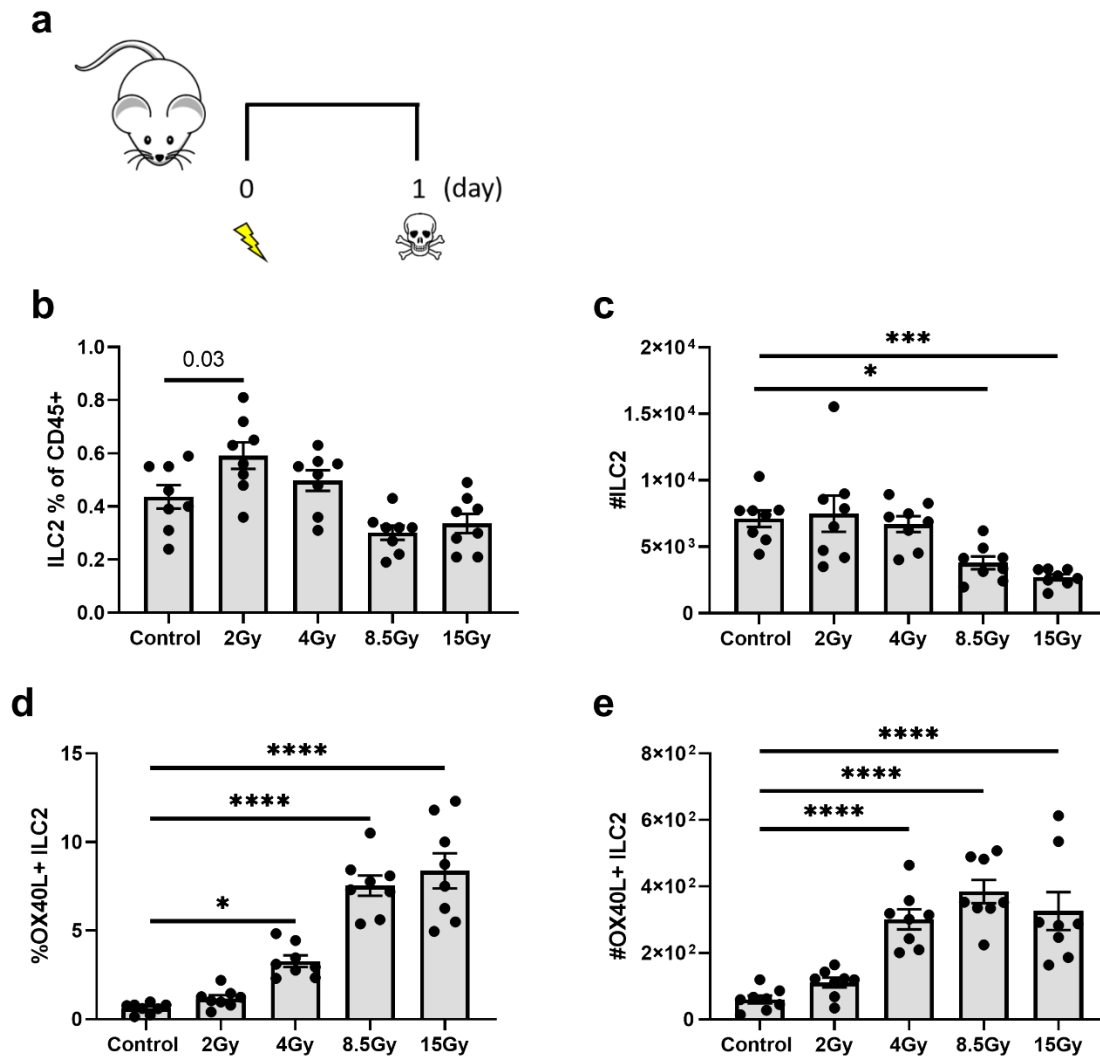 a
0 1 (day)
b
ILC2 % of CD45+
1.0
0.8
0.6
0.4
0.2
0.0
0.03
Control 2Gy 4Gy 8.5Gy 15Gy
c
#ILC2
2×10⁴
1.5×10⁴
1×10⁴
5×10³
0
***
*
Control 2Gy 4Gy 8.5Gy 15Gy
d
%OX40L+ ILC2
15
10
5
0
****
****
*
Control 2Gy 4Gy 8.5Gy 15Gy
e
#OX40L+ ILC2
8×10²
6×10²
4×10²
2×10²
0
****
****
****
Control 2Gy 4Gy 8.5Gy 15Gy